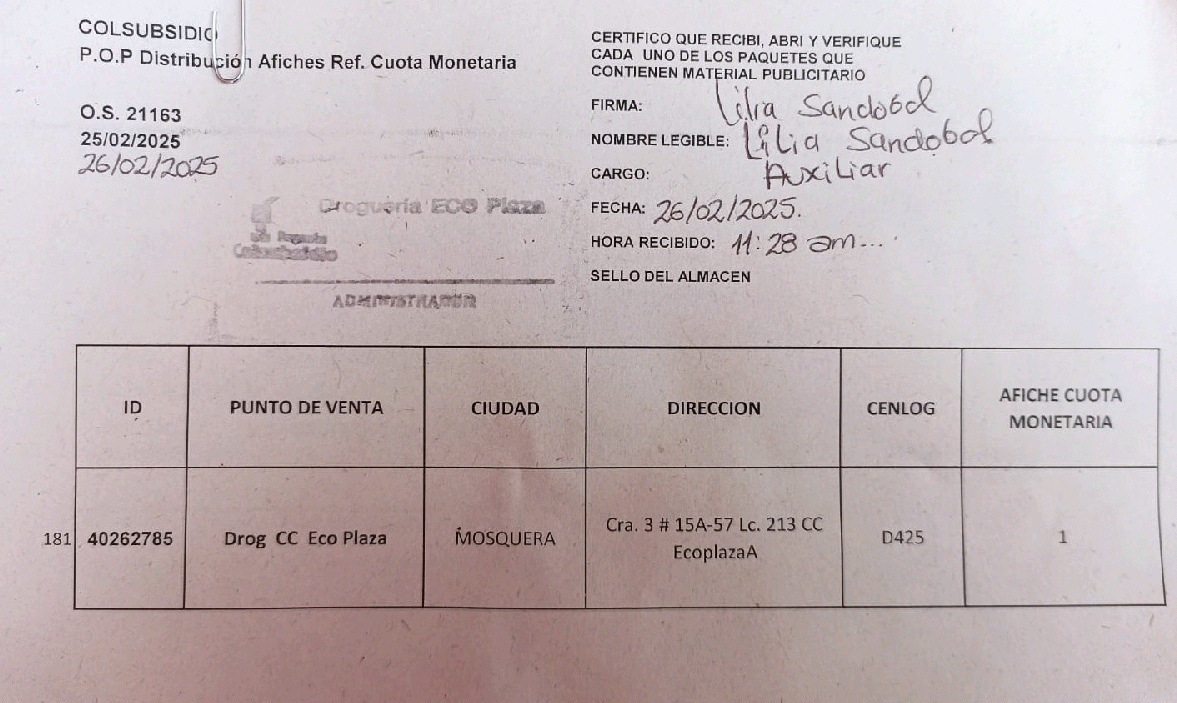 COLSUBSIDIO
P.O.P Distribución Afiches Ref. Cuota Monetaria
O.S. 21163
25/02/2025
26/02/2025
Droguería ECO Plaza
Colsubsidio
ADMINISTRADOR
CERTIFICO QUE RECIBI, ABRI Y VERIFIQUE
CADA UNO DE LOS PAQUETES QUE
CONTIENEN MATERIAL PUBLICITARIO
FIRMA: Lilia Sandobal
NOMBRE LEGIBLE: Lilia Sandobal
CARGO: Auxiliar
FECHA: 26/02/2025.
HORA RECIBIDO: 11:28 am...
SELLO DEL ALMACEN
ID PUNTO DE VENTA CIUDAD DIRECCION CENLOG AFICHE CUOTA MONETARIA
181 40262785 Drog CC Eco Plaza MOSQUERA Cra. 3 # 15A-57 Lc. 213 CC EcoplazaA D425 1